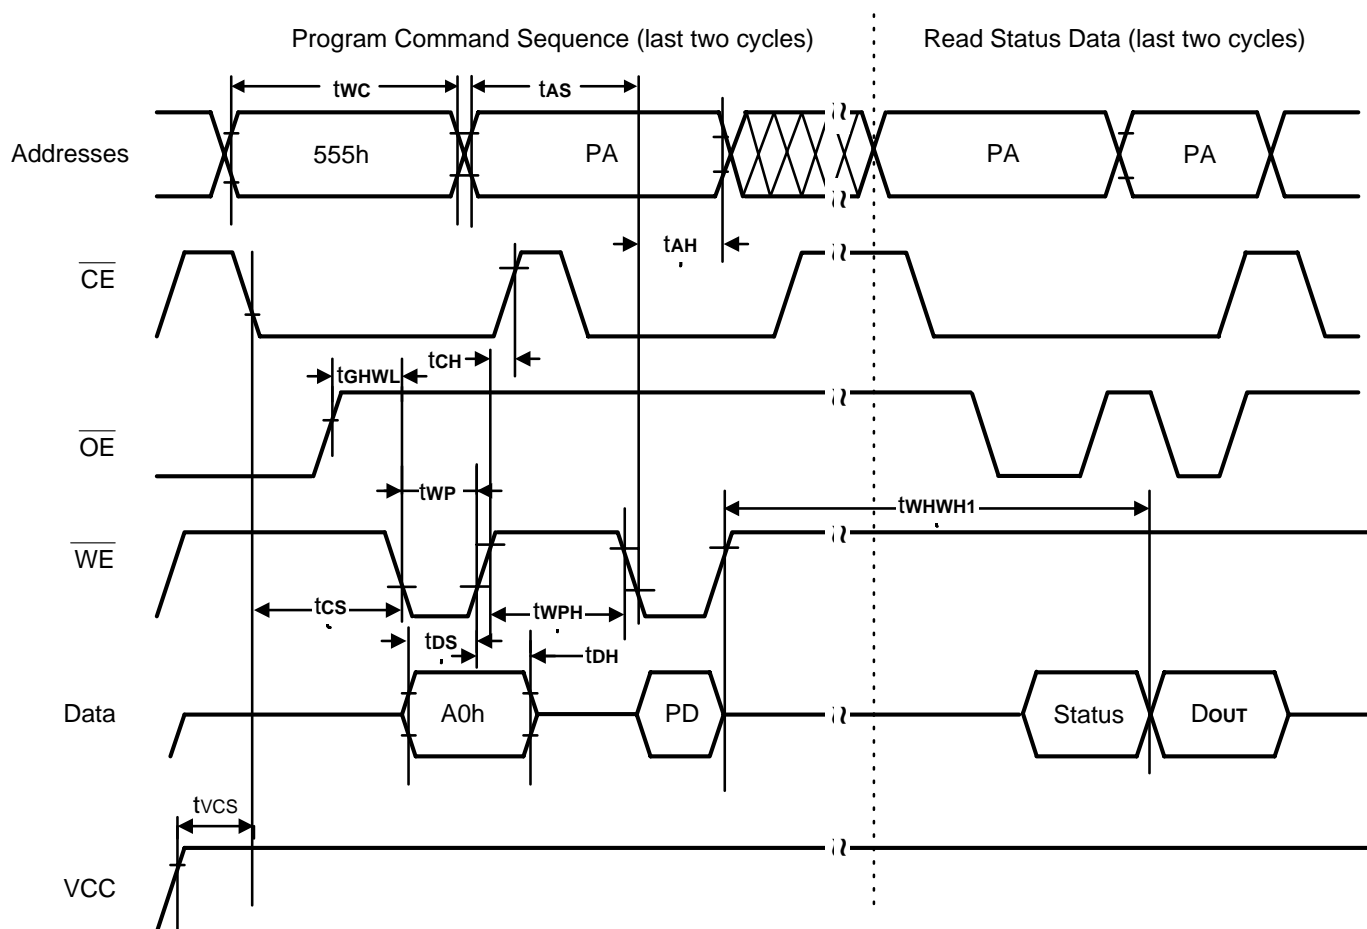 Program Command Sequence (last two cycles) Read Status Data (last two cycles)
tWC tAS
Addresses 555h PA PA PA
tAH
CE
tCH
tGHWL
OE
tWP
tWHWH1
WE
tCS tWPH
tDS tDH
Data A0h PD Status DOUT
tVCS
VCC